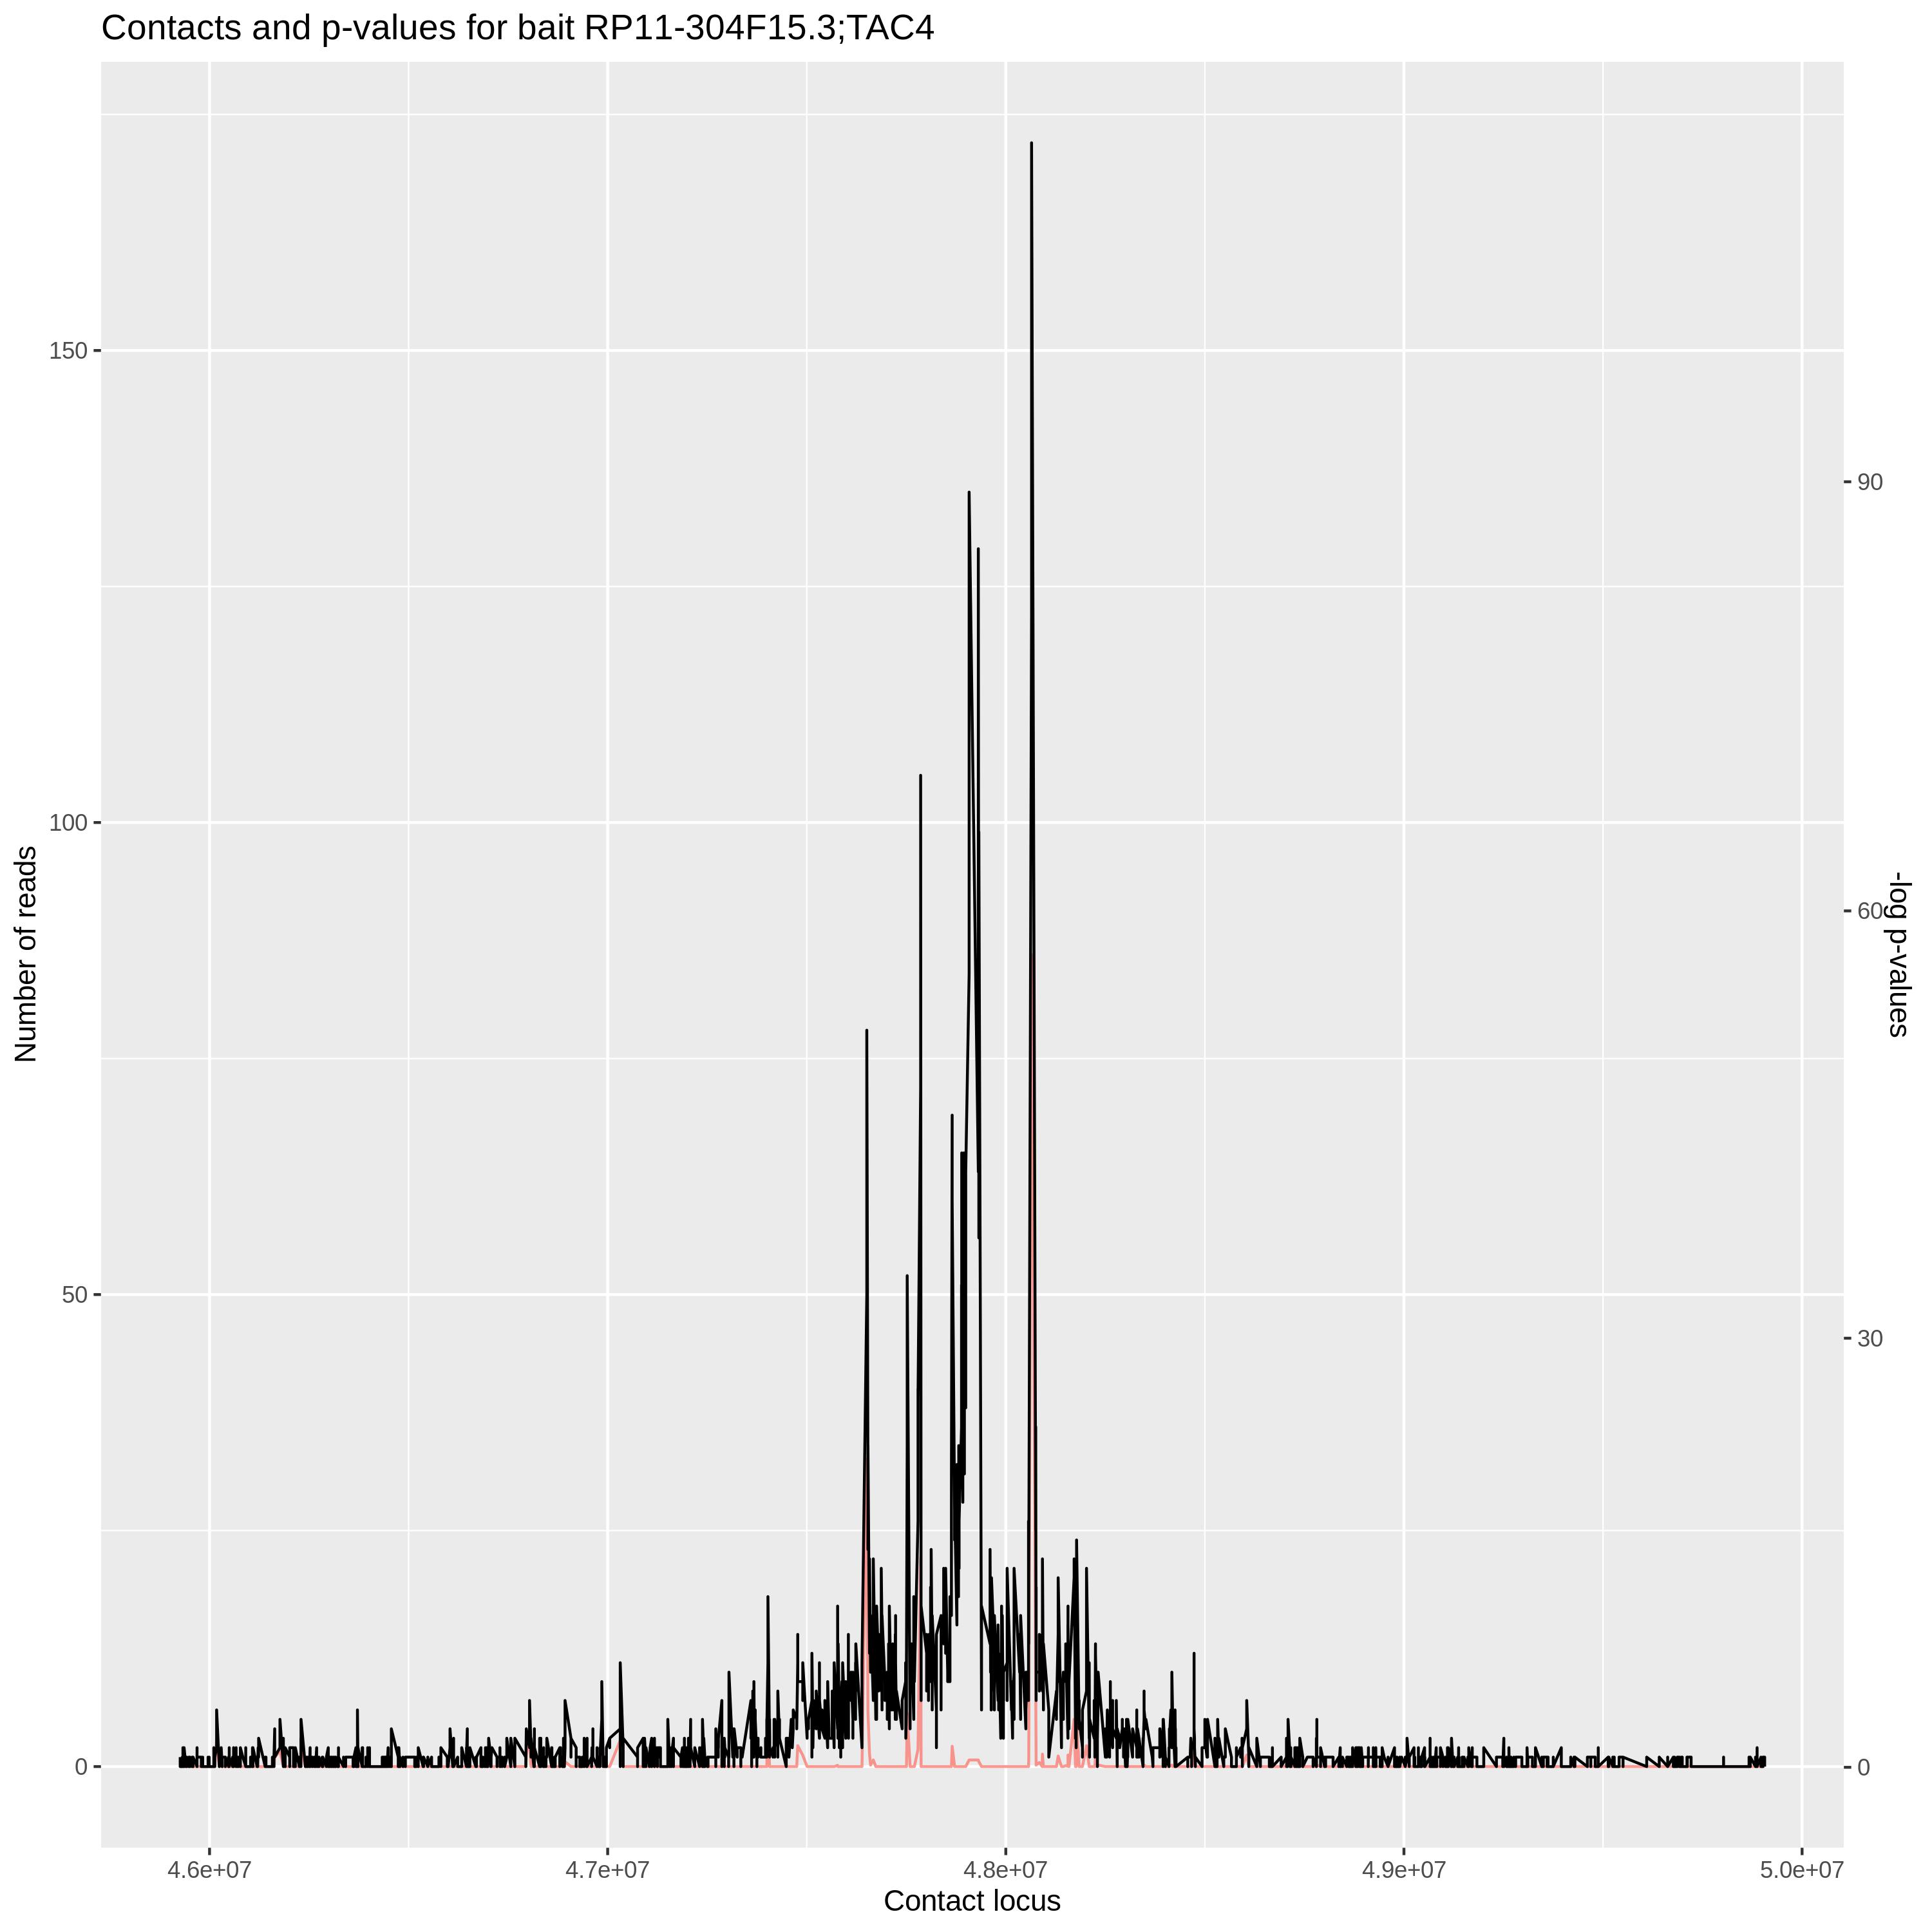 Contacts and p-values for bait RP11-304F15.3;TAC4
150
100
50
0
Number of reads
90
60
30
0
-log p-values
4.6e+07
4.7e+07
4.8e+07
4.9e+07
5.0e+07
Contact locus